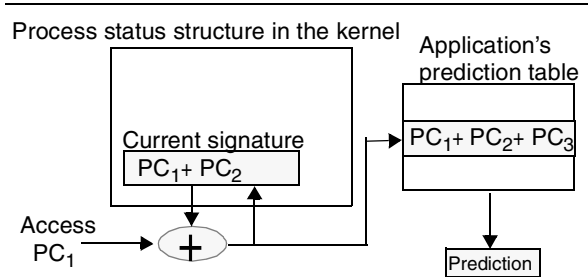 Process status structure in the kernel
Application's
prediction table
Current signature
PC1+ PC2
PC1+ PC2+ PC3
Access
PC1
+
Prediction